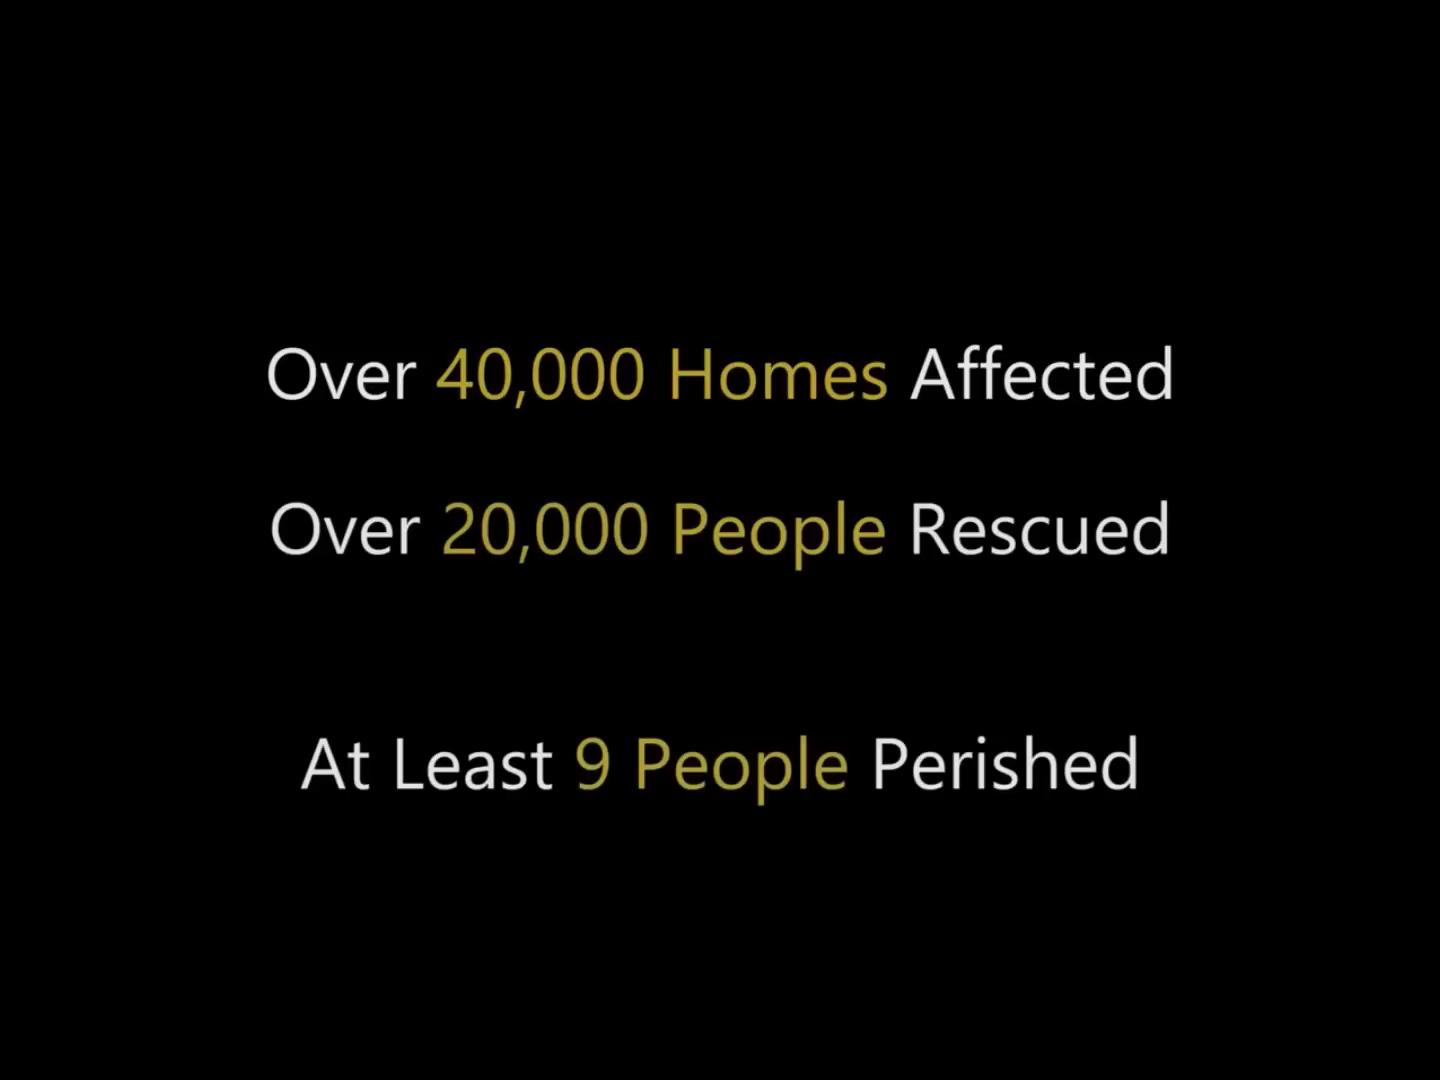 Over 40,000 Homes Affected
Over 20,000 People Rescued
At Least 9 People Perished